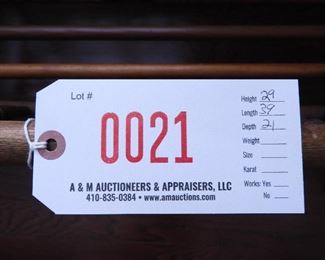 Lot #
0021
A & M AUCTIONEERS & APPRAISERS, LLC
410-835-0384 • www.amauctions.com
Height 29
Length 39
Depth 21
Weight
Size
Karat
Works: Yes
No